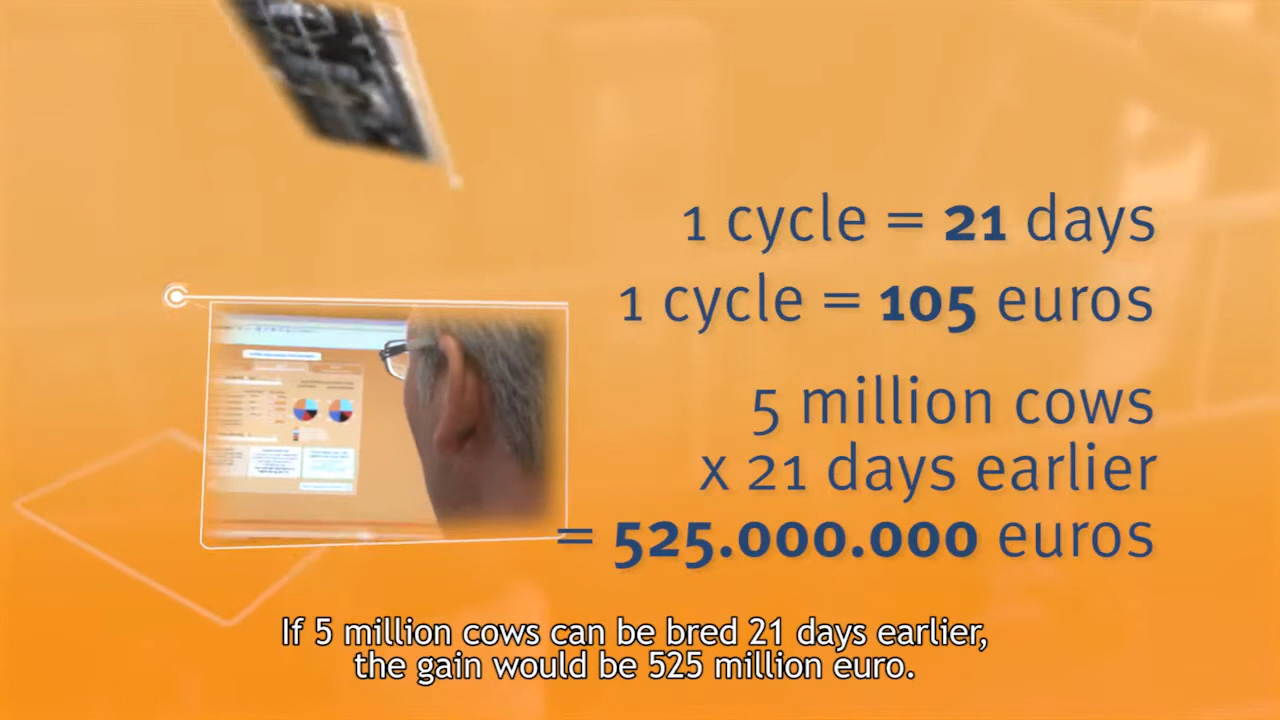 1 cycle = 21 days
1 cycle = 105 euros
5 million cows
x 21 days earlier
= 525.000.000 euros
If 5 million cows can be bred 21 days earlier,
the gain would be 525 million euro.